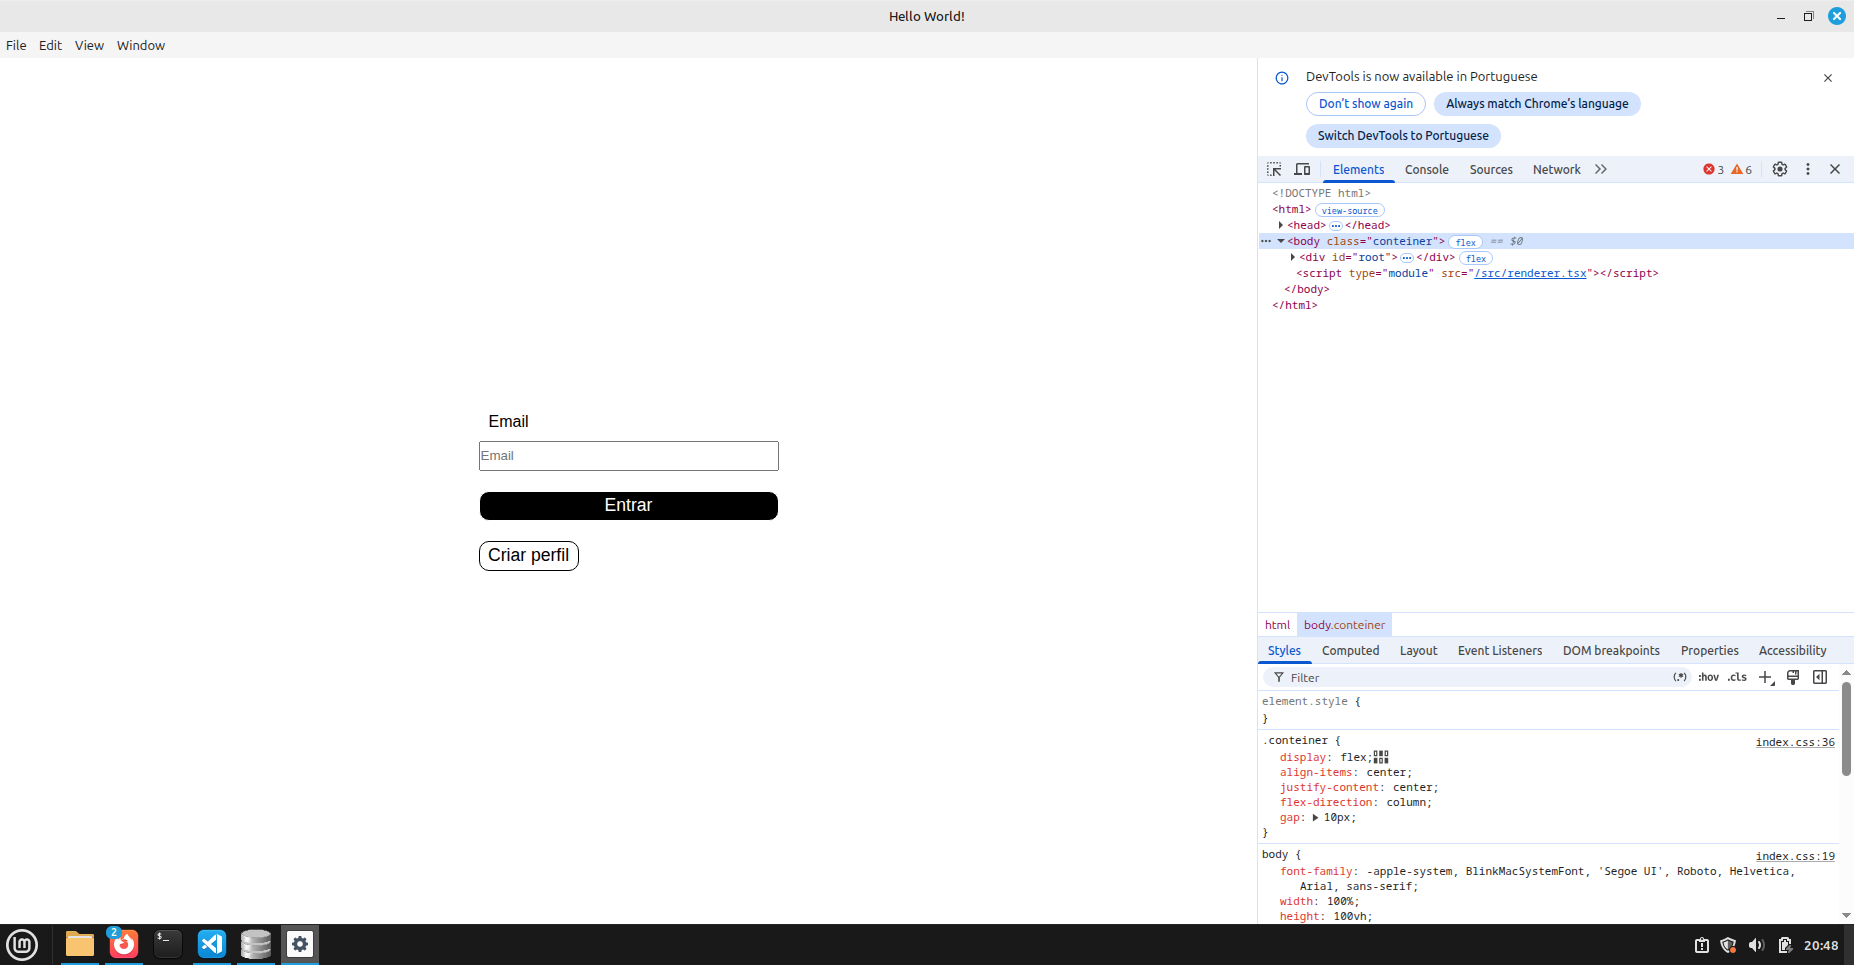 Hello World!
File Edit View Window
DevTools is now available in Portuguese
Don't show again Always match Chrome's language
Switch DevTools to Portuguese
Elements Console Sources Network 3 6
<!DOCTYPE html>
<html> view-source
<head> ... </head>
... <body class="conteiner"> flex == $0
<div id="root"> ... </div> flex
<script type="module" src="/src/renderer.tsx"></script>
</body>
</html>
Email
Email
Entrar
Criar perfil
html body.conteiner
Styles Computed Layout Event Listeners DOM breakpoints Properties Accessibility
Filter (.*) :hov .cls
element.style {
}
.conteiner { index.css:36
display: flex;
align-items: center;
justify-content: center;
flex-direction: column;
gap: 10px;
}
body { index.css:19
font-family: -apple-system, BlinkMacSystemFont, 'Segoe UI', Roboto, Helvetica,
Arial, sans-serif;
width: 100%;
height: 100vh;
2
$_
20:48